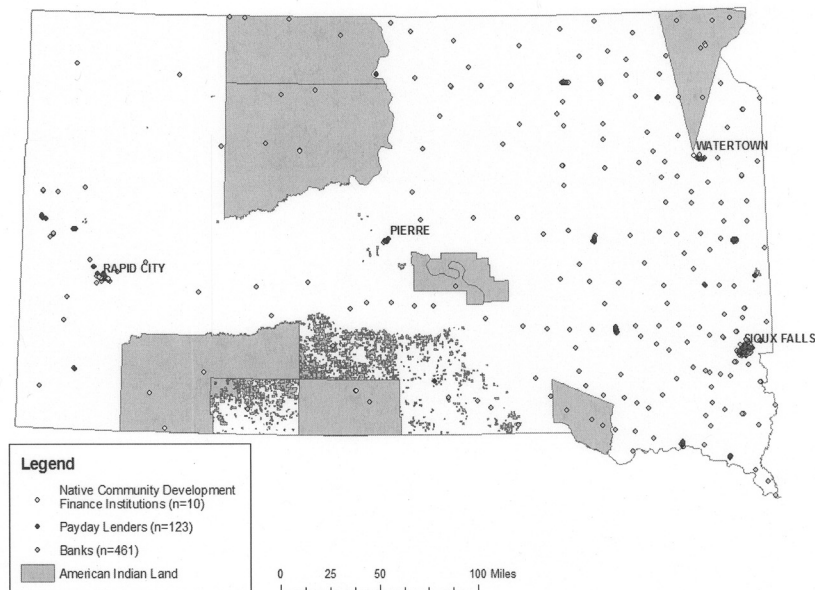 WATERTOWN
PIERRE
RAPID CITY
SIOUX FALLS
Legend
Native Community Development
Finance Institutions (n=10)
Payday Lenders (n=123)
Banks (n=461)
American Indian Land
0 25 50 100 Miles